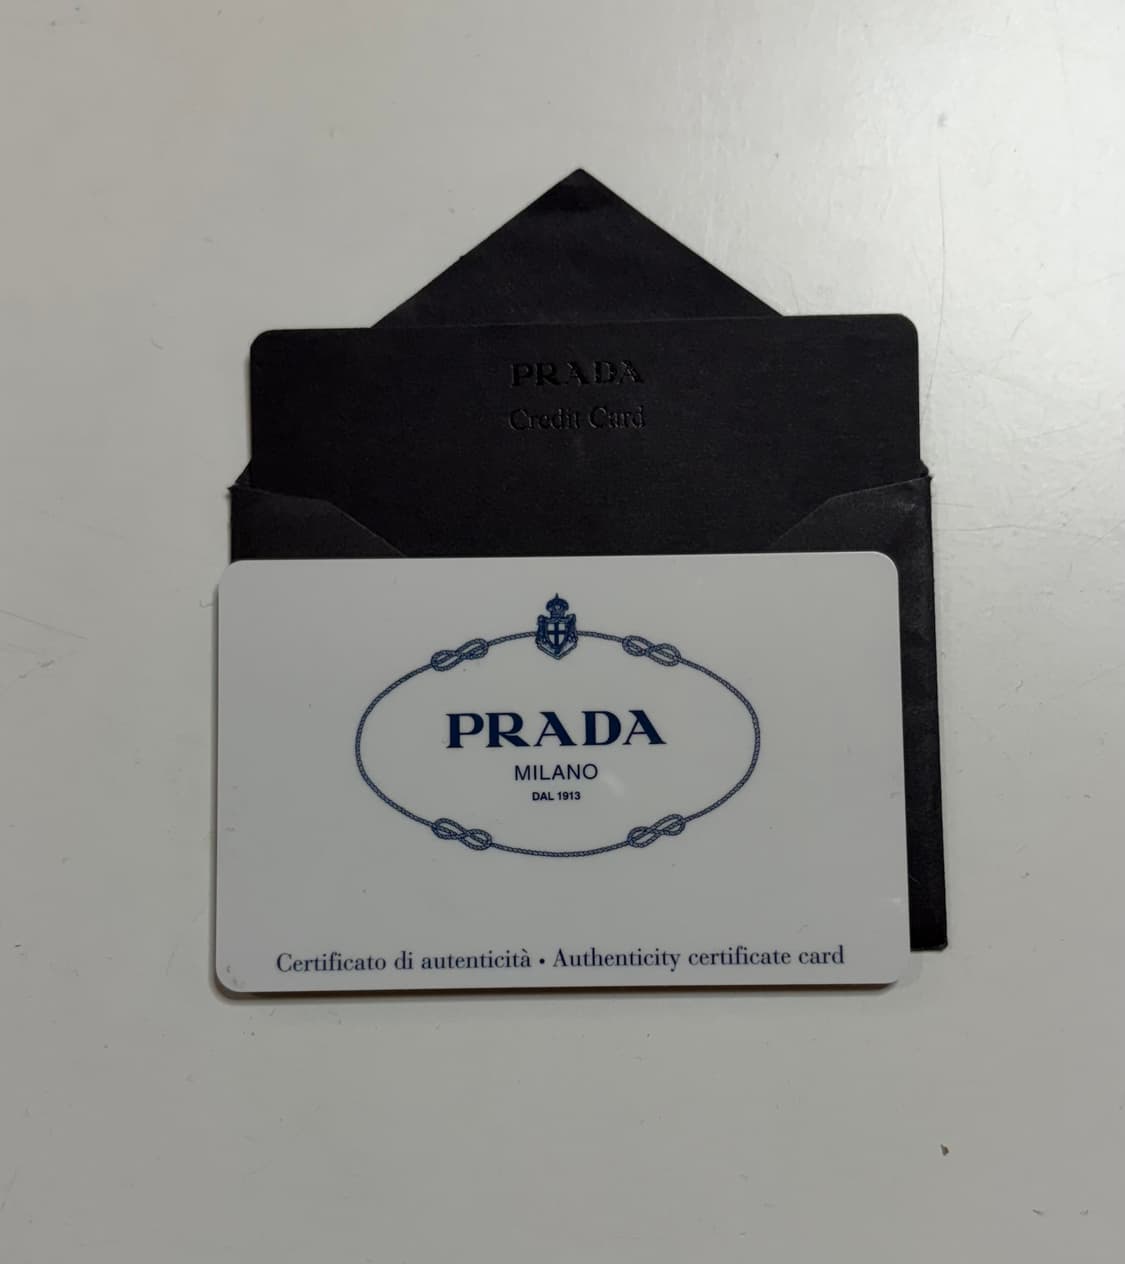 PRADA
Credit Card
PRADA
MILANO
DAL 1913
Certificato di autenticità • Authenticity certificate card